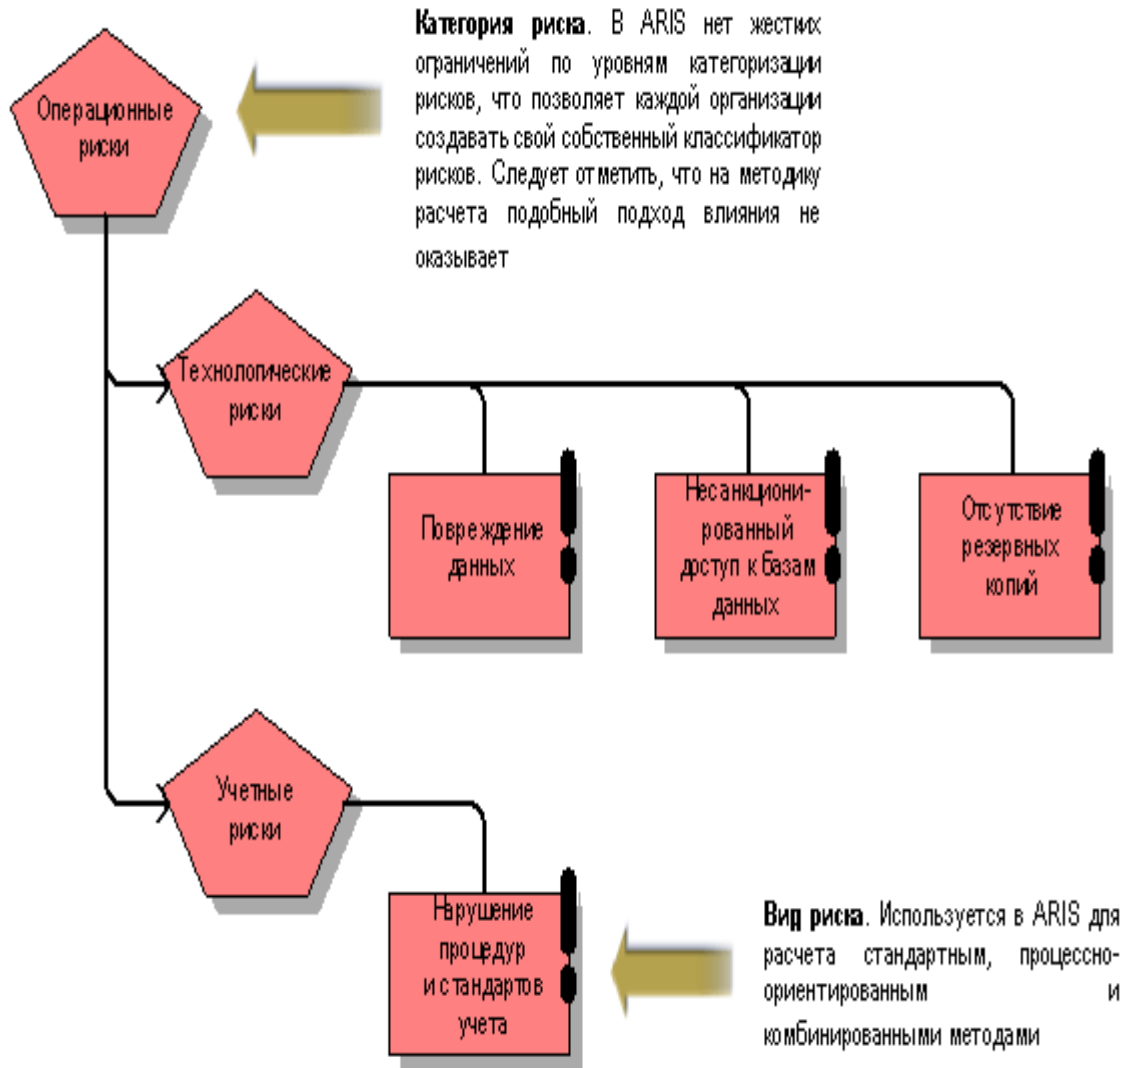 Категория риска. В ARIS нет жестких
ограничений по уровням категоризации
рисков, что позволяет каждой организации
создавать свой собственный классификатор
рисков. Следует отметить, что на методику
расчета подобный подход влияния не
оказывает
Операционные
риски
Технологические
риски
Повреждение
данных
Несанкциони-
рованный
доступ к базам
данных
Отсутствие
резервных
копий
Учетные
риски
Нарушение
процедур
и стандартов
учета
Вид риска. Используется в ARIS для
расчета стандартным, процессно-
ориентированным и
комбинированными методами